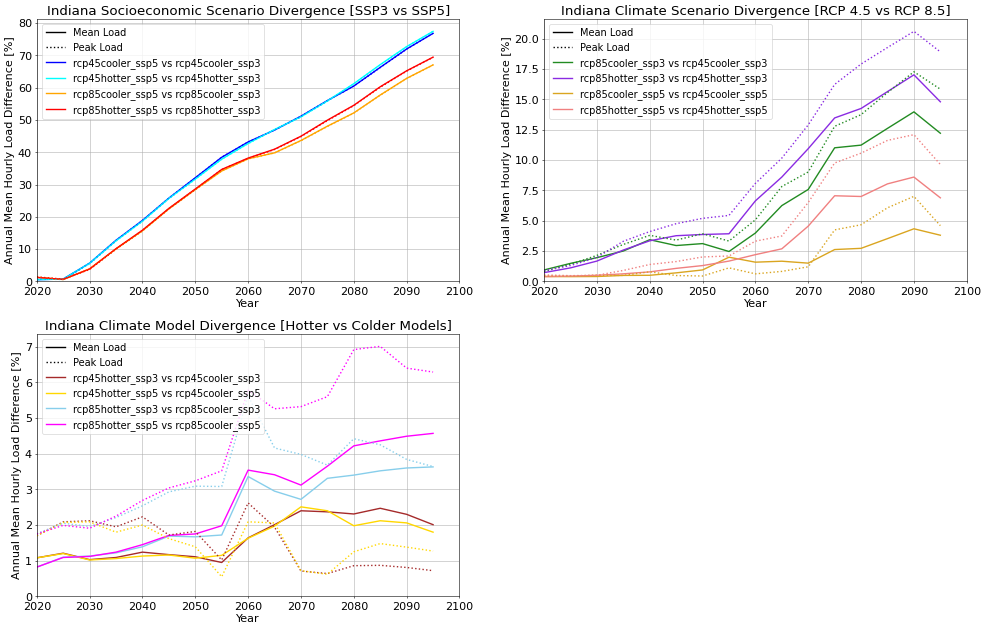 Indiana Socioeconomic Scenario Divergence [SSP3 vs SSP5]
Annual Mean Hourly Load Difference [%]
80
70
60
50
40
30
20
10
0
Mean Load
Peak Load
rcp45cooler_ssp5 vs rcp45cooler_ssp3
rcp45hotter_ssp5 vs rcp45hotter_ssp3
rcp85cooler_ssp5 vs rcp85cooler_ssp3
rcp85hotter_ssp5 vs rcp85hotter_ssp3
2020 2030 2040 2050 2060 2070 2080 2090 2100
Year
Indiana Climate Scenario Divergence [RCP 4.5 vs RCP 8.5]
Annual Mean Hourly Load Difference [%]
20.0
17.5
15.0
12.5
10.0
7.5
5.0
2.5
0.0
Mean Load
Peak Load
rcp85cooler_ssp3 vs rcp45cooler_ssp3
rcp85hotter_ssp3 vs rcp45hotter_ssp3
rcp85cooler_ssp5 vs rcp45cooler_ssp5
rcp85hotter_ssp5 vs rcp45hotter_ssp5
2020 2030 2040 2050 2060 2070 2080 2090 2100
Year
Indiana Climate Model Divergence [Hotter vs Colder Models]
Annual Mean Hourly Load Difference [%]
7
6
5
4
3
2
1
0
Mean Load
Peak Load
rcp45hotter_ssp3 vs rcp45cooler_ssp3
rcp45hotter_ssp5 vs rcp45cooler_ssp5
rcp85hotter_ssp3 vs rcp85cooler_ssp3
rcp85hotter_ssp5 vs rcp85cooler_ssp5
2020 2030 2040 2050 2060 2070 2080 2090 2100
Year